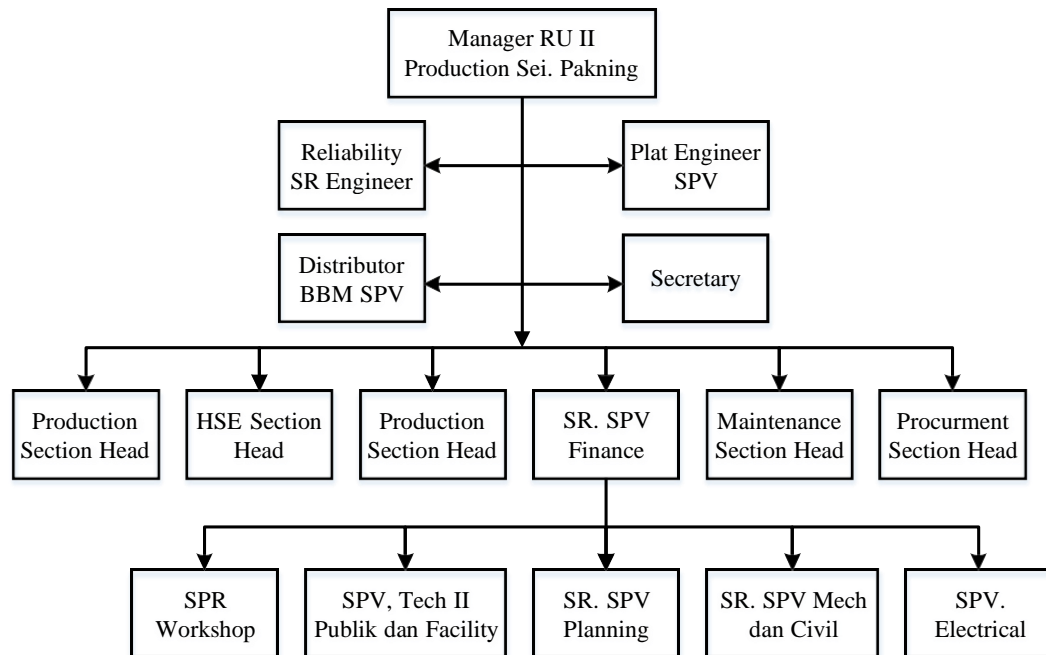 Manager RU II
Production Sei. Pakning
Reliability
SR Engineer
Plat Engineer
SPV
Distributor
BBM SPV
Secretary
Production
Section Head
HSE Section
Head
Production
Section Head
SR. SPV
Finance
Maintenance
Section Head
Procurment
Section Head
SPR
Workshop
SPV, Tech II
Publik dan Facility
SR. SPV
Planning
SR. SPV Mech
dan Civil
SPV.
Electrical